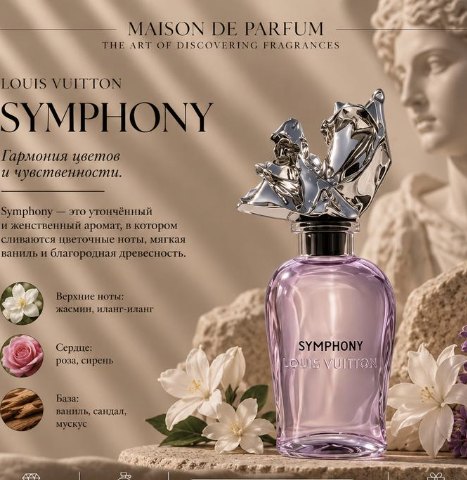 MAISON DE PARFUM
THE ART OF DISCOVERING FRAGRANCES
LOUIS VUITTON
SYMPHONY
Гармония цветов
и чувственности.
Symphony — это утончённый
и женственный аромат, в котором
сливаются цветочные ноты, мягкая
ваниль и благородная древесность.
Верхние ноты:
жасмин, иланг-иланг
Сердце:
роза, сирень
База:
ваниль, сандал,
мускус
SYMPHONY
LOUIS VUITTON